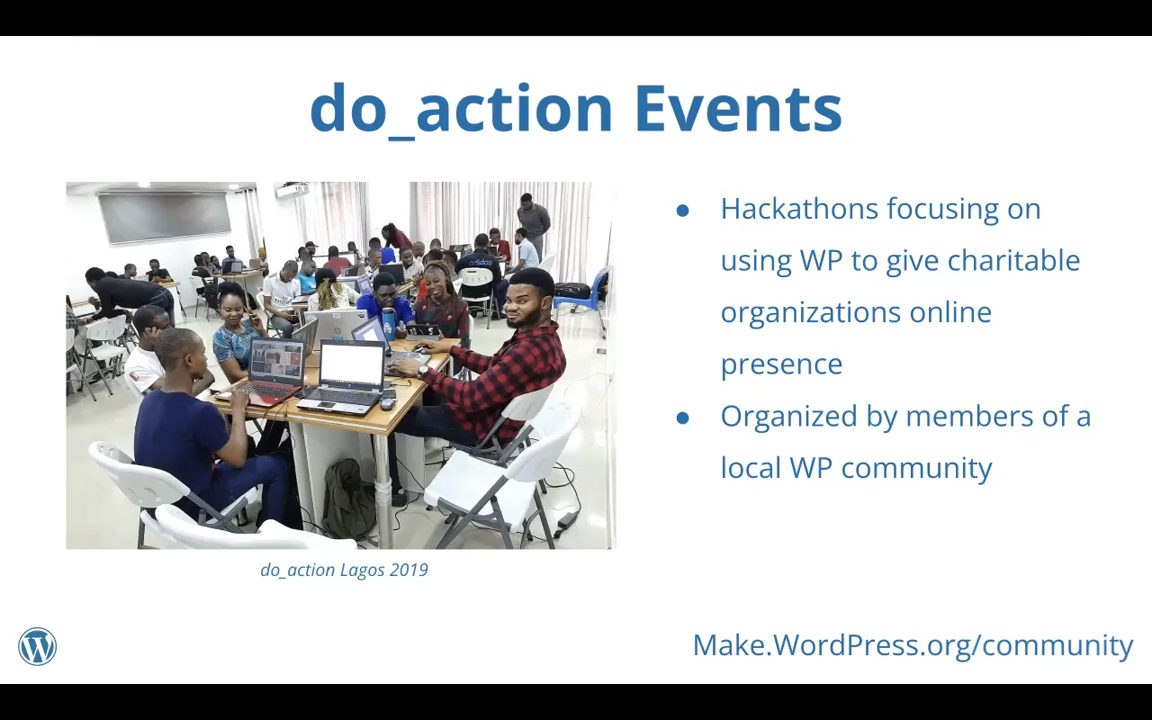 do_action Events
● Hackathons focusing on
using WP to give charitable
organizations online
presence
● Organized by members of a
local WP community
do_action Lagos 2019
Make.WordPress.org/community